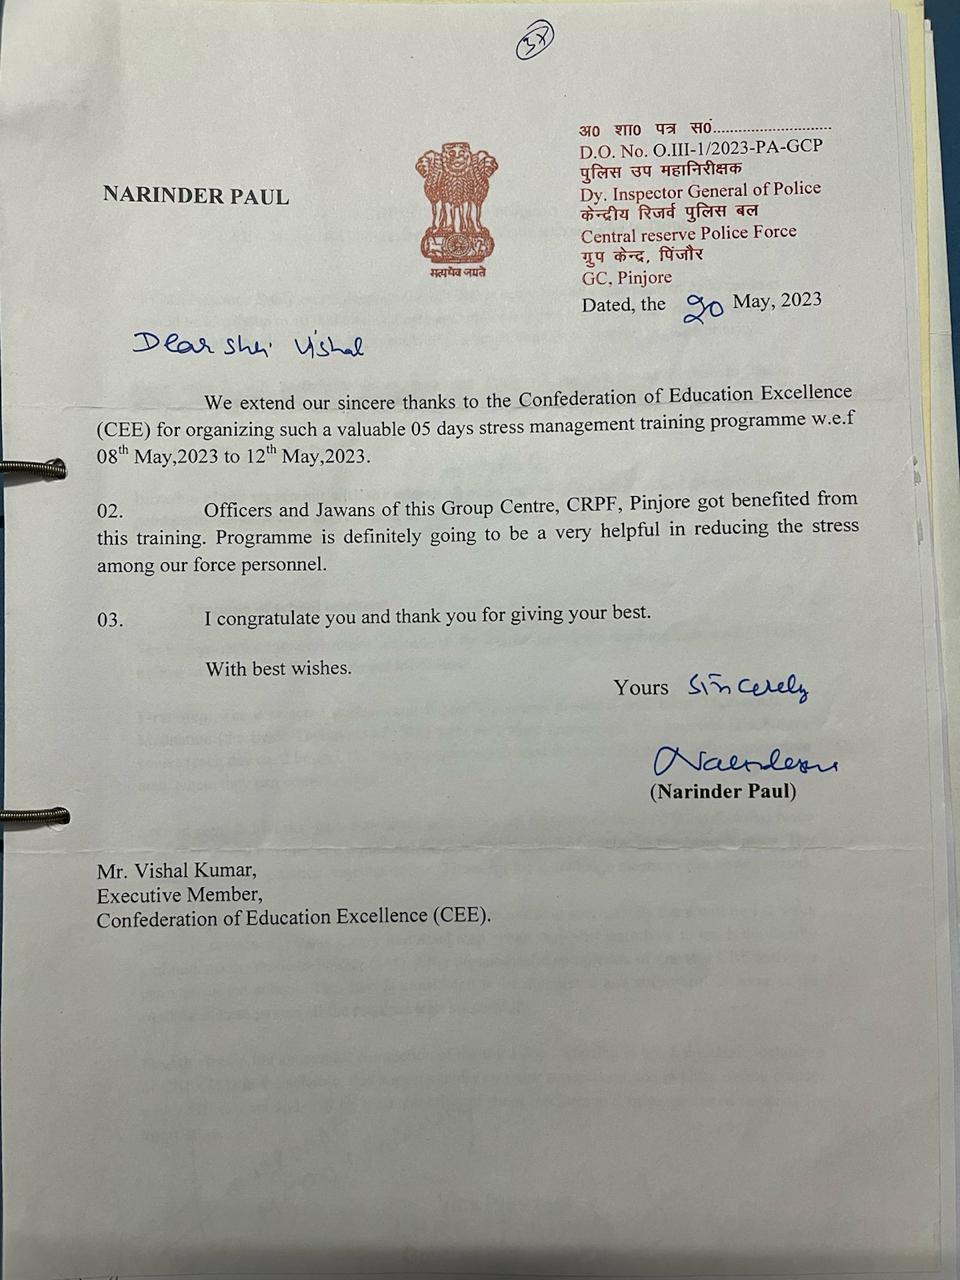 NARINDER PAUL
सत्यमेव जयते
अ0 शा0 पत्र स0..............................
D.O. No. O.III-1/2023-PA-GCP
पुलिस उप महानिरीक्षक
Dy. Inspector General of Police
केन्द्रीय रिजर्व पुलिस बल
Central reserve Police Force
ग्रुप केन्द्र, पिंजौर
GC, Pinjore
Dated, the 20 May, 2023
Dear Shri Vishal
We extend our sincere thanks to the Confederation of Education Excellence
(CEE) for organizing such a valuable 05 days stress management training programme w.e.f
08th May,2023 to 12th May,2023.
02. Officers and Jawans of this Group Centre, CRPF, Pinjore got benefited from
this training. Programme is definitely going to be a very helpful in reducing the stress
among our force personnel.
03. I congratulate you and thank you for giving your best.
With best wishes.
Yours Sincerely
(Narinder Paul)
Mr. Vishal Kumar,
Executive Member,
Confederation of Education Excellence (CEE).